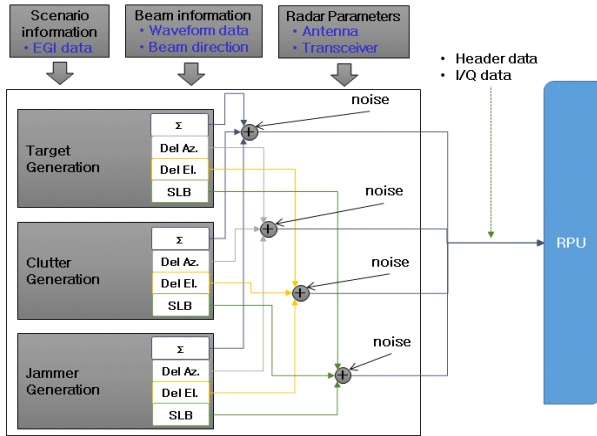 Scenario
information
• EGI data
Beam information
• Waveform data
• Beam direction
Radar Parameters
• Antenna
• Transceiver
• Header data
• I/Q data
Target
Generation
Σ
Del Az.
Del El.
SLB
Clutter
Generation
Σ
Del Az.
Del El.
SLB
Jammer
Generation
Σ
Del Az.
Del El.
SLB
+
noise
+
noise
+
noise
+
noise
RPU